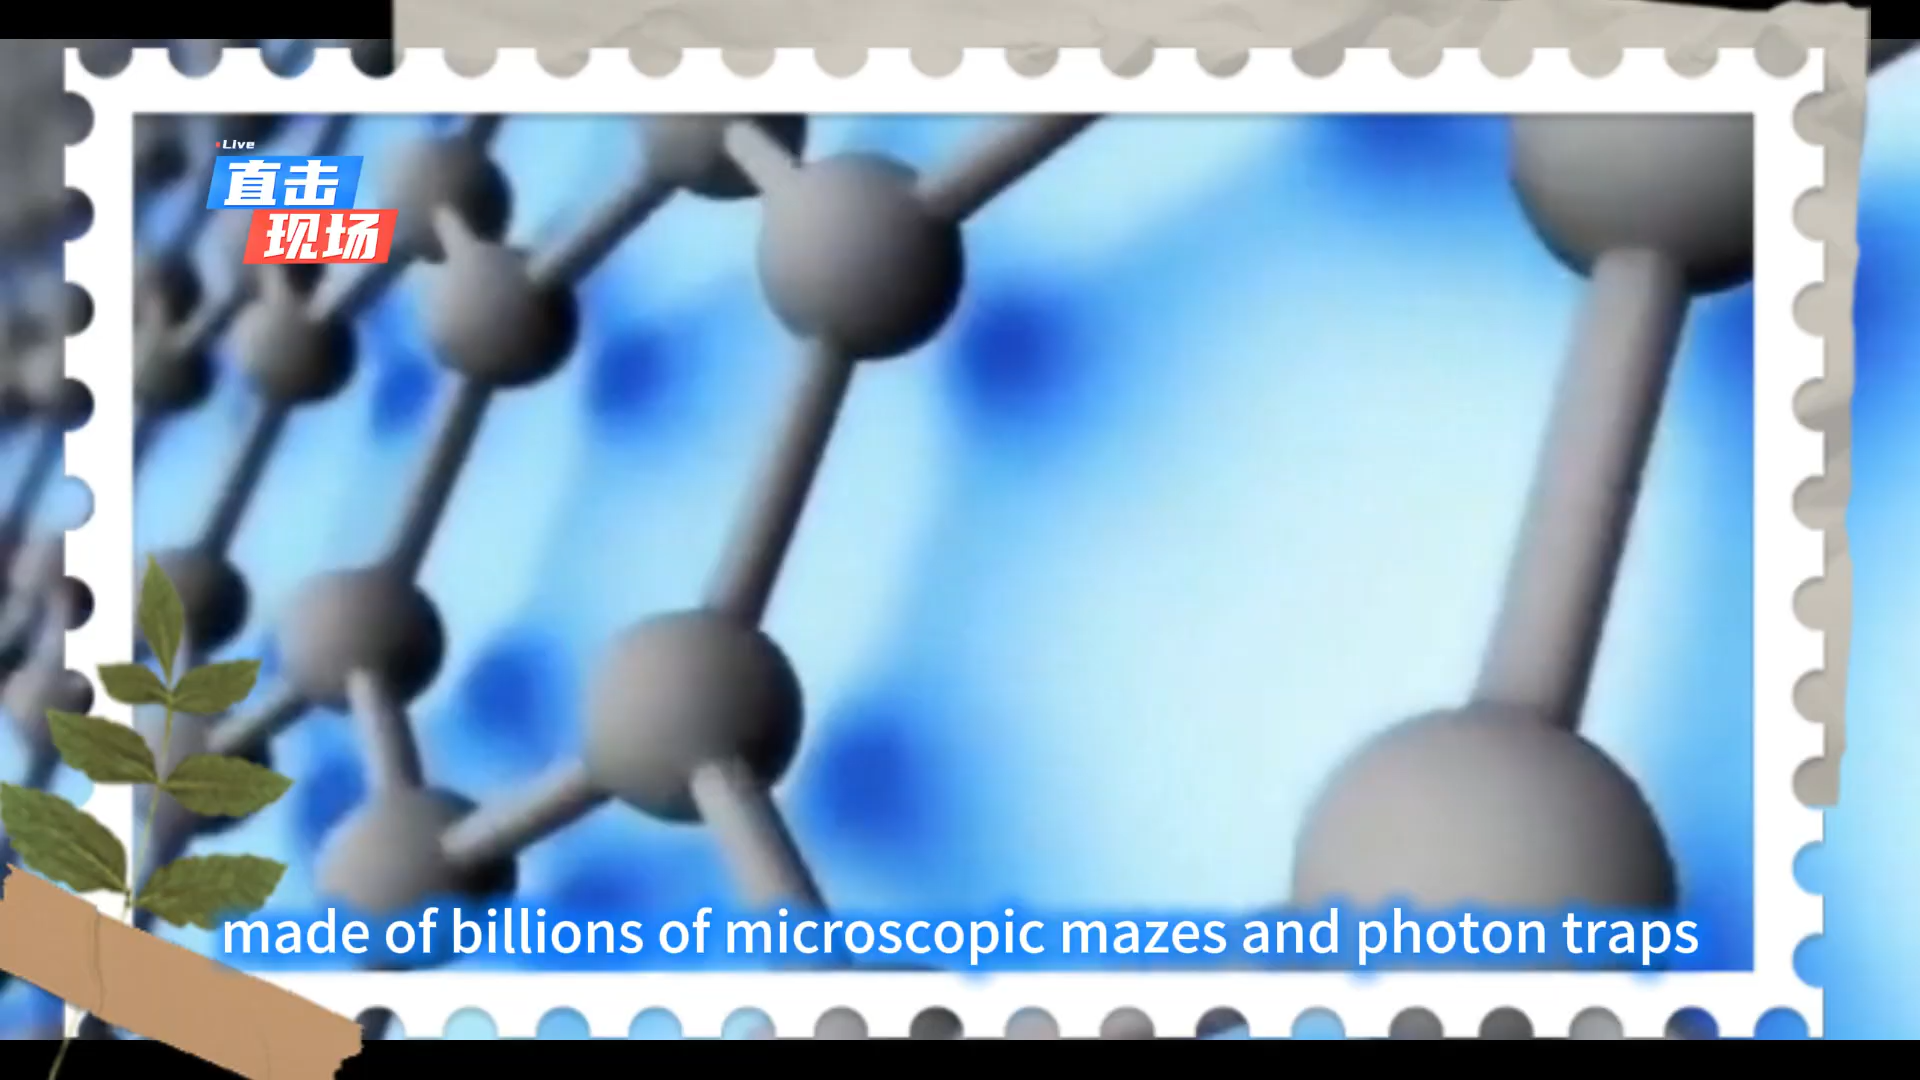 Live
直击
现场
made of billions of microscopic mazes and photon traps